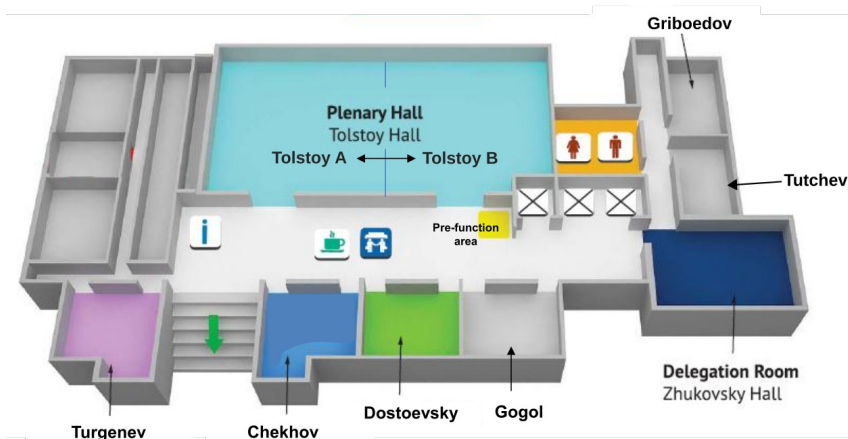 Griboedov
Plenary Hall
Tolstoy Hall
Tolstoy A
Tolstoy B
Tutchev
i
Pre-function
area
Delegation Room
Zhukovsky Hall
Dostoevsky
Gogol
Turgenev
Chekhov